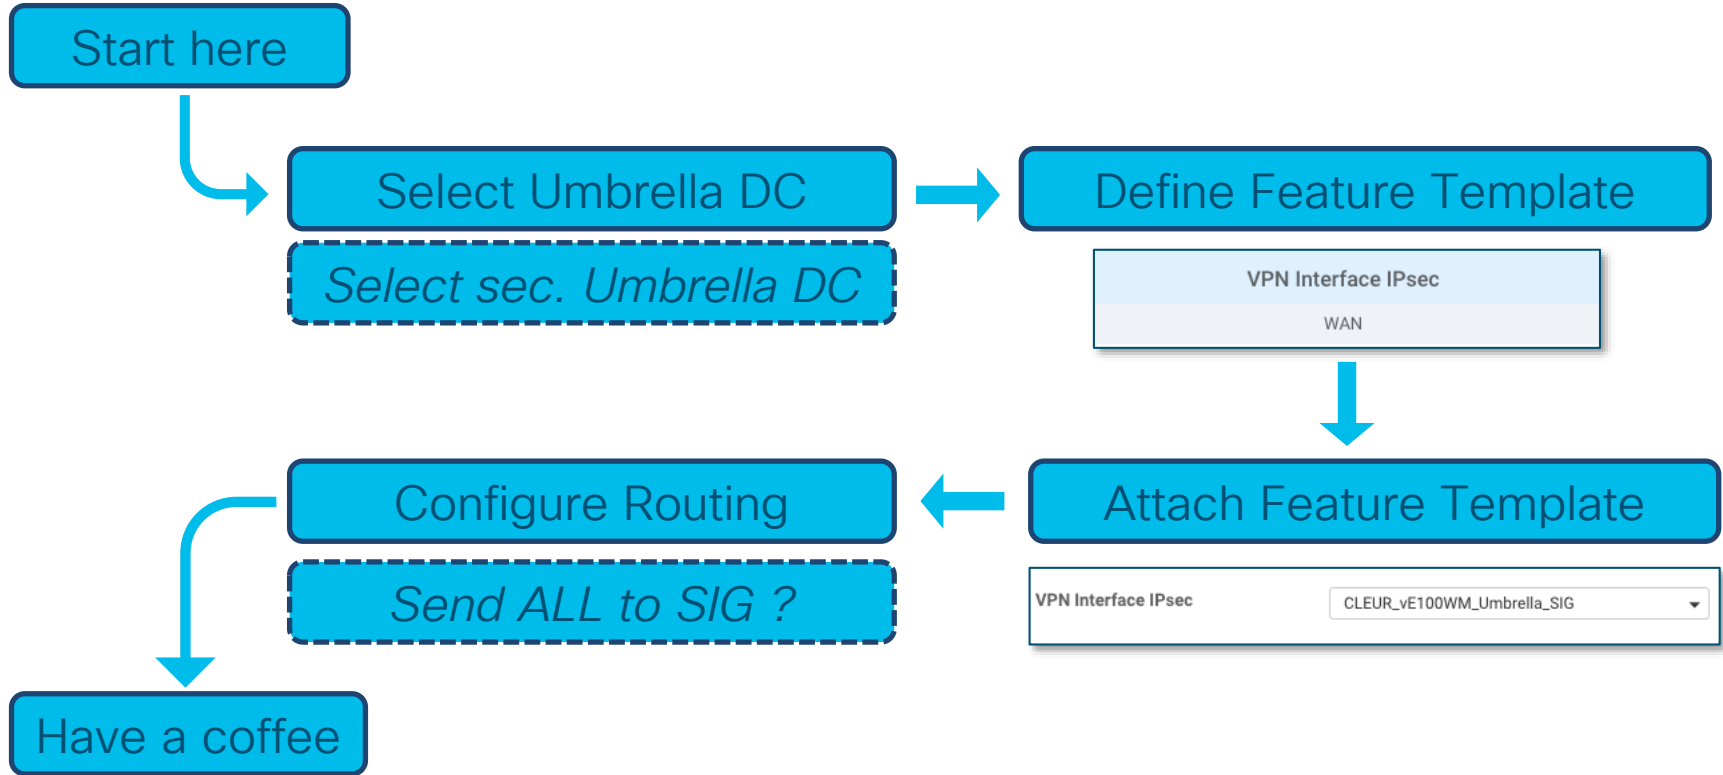 Start here
Select Umbrella DC
Select sec. Umbrella DC
Define Feature Template
VPN Interface IPsec
WAN
Attach Feature Template
VPN Interface IPsec
CLEUR_vE100WM_Umbrella_SIG
Configure Routing
Send ALL to SIG ?
Have a coffee